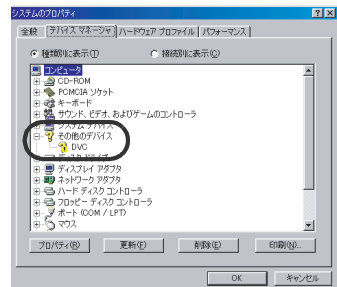 システムのプロパティ
全般 デバイス マネージャ ハードウェア プロファイル パフォーマンス
種類別に表示(T) 接続別に表示(C)
コンピュータ
CD-ROM
PCMCIA ソケット
キーボード
サウンド、ビデオ、およびゲームのコントローラ
システム デバイス
その他のデバイス
DVC
ディスク ドライブ
ディスプレイ アダプタ
ネットワーク アダプタ
ハード ディスク コントローラ
フロッピー ディスク コントローラ
ポート (COM / LPT)
マウス
プロパティ(R) 更新(F) 削除(E) 印刷(N)...
OK キャンセル